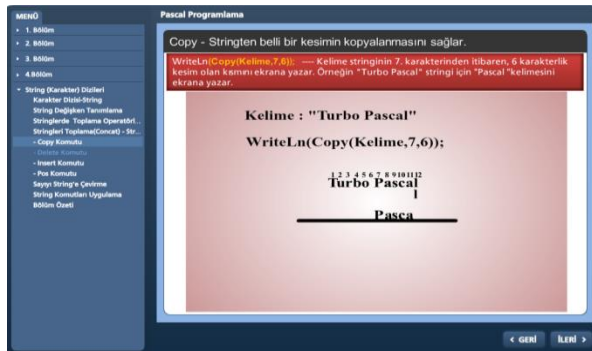 MENÜ
1. Bölüm
2. Bölüm
3. Bölüm
4.Bölüm
String (Karakter) Dizileri
Karakter Dizisi-String
String Değişken Tanımlama
Stringlerde Toplama Operatörl...
Stringleri Toplama(Concat) - Str...
- Copy Komutu
- Delete Komutu
- Insert Komutu
- Pos Komutu
Sayıyı String'e Çevirme
String Komutları Uygulama
Bölüm Özeti
Pascal Programlama
Copy - Stringten belli bir kesimin kopyalanmasını sağlar.
WriteLn(Copy(Kelime,7,6)); ---- Kelime stringinin 7. karakterinden itibaren, 6 karakterlik
kesim olan kısmını ekrana yazar. Örneğin "Turbo Pascal" stringi için "Pascal "kelimesini
ekrana yazar.
Kelime : "Turbo Pascal"
WriteLn(Copy(Kelime,7,6));
1 2 3 4 5 6 7 8 9 10 11 12
Turbo Pascal
l
Pasca
< GERİ
İLERİ >